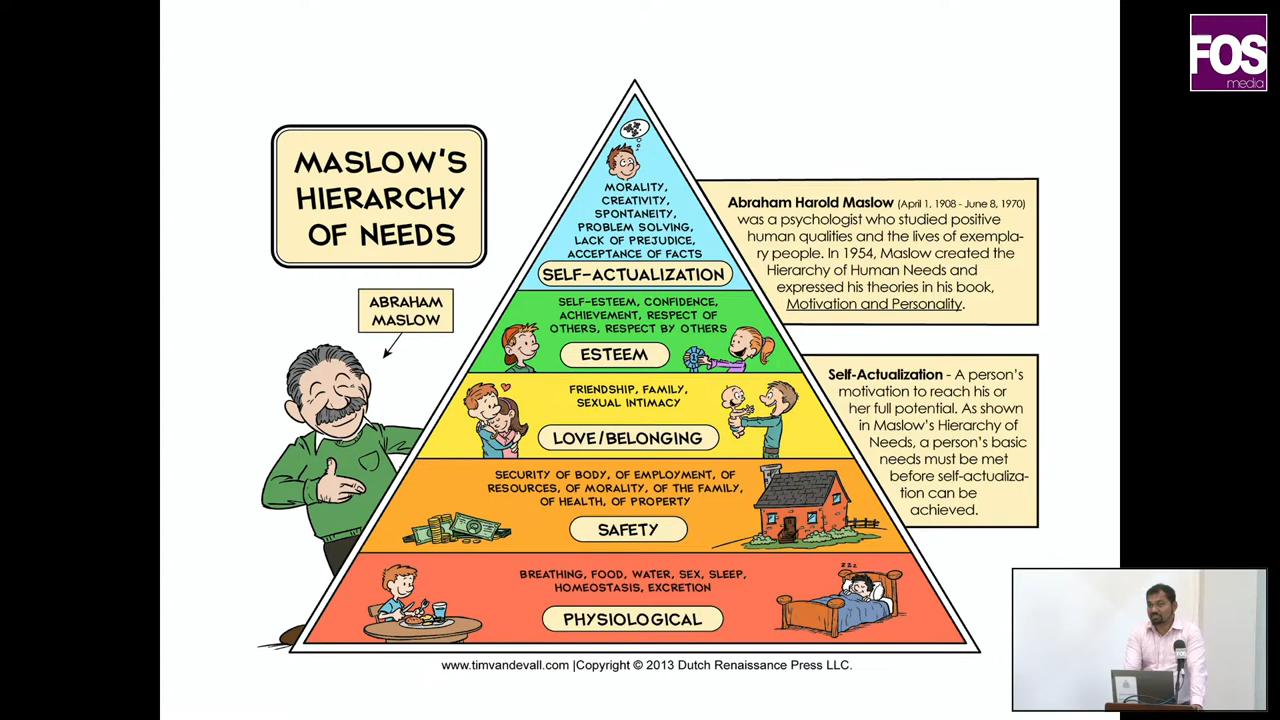 FOS
media
MASLOW'S
HIERARCHY
OF NEEDS
ABRAHAM
MASLOW
MORALITY,
CREATIVITY,
SPONTANEITY,
PROBLEM SOLVING,
LACK OF PREJUDICE,
ACCEPTANCE OF FACTS
SELF-ACTUALIZATION
SELF-ESTEEM, CONFIDENCE,
ACHIEVEMENT, RESPECT OF
OTHERS, RESPECT BY OTHERS
ESTEEM
FRIENDSHIP, FAMILY,
SEXUAL INTIMACY
LOVE/BELONGING
SECURITY OF BODY, OF EMPLOYMENT, OF
RESOURCES, OF MORALITY, OF THE FAMILY,
OF HEALTH, OF PROPERTY
SAFETY
BREATHING, FOOD, WATER, SEX, SLEEP,
HOMEOSTASIS, EXCRETION
PHYSIOLOGICAL
zzz
Abraham Harold Maslow (April 1, 1908 - June 8, 1970)
was a psychologist who studied positive
human qualities and the lives of exempla-
ry people. In 1954, Maslow created the
Hierarchy of Human Needs and
expressed his theories in his book,
Motivation and Personality.
Self-Actualization - A person's
motivation to reach his or
her full potential. As shown
in Maslow's Hierarchy of
Needs, a person's basic
needs must be met
before self-actualiza-
tion can be
achieved.
www.timvandevall.com |Copyright © 2013 Dutch Renaissance Press LLC.
FOS